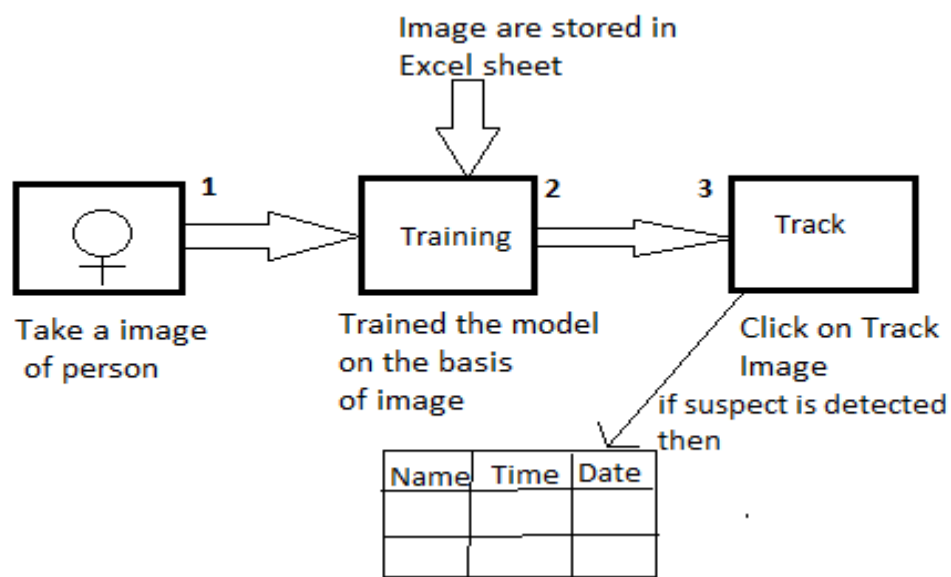 Image are stored in
Excel sheet
1
2
3
Training
Track
Take a image
of person
Trained the model
on the basis
of image
Click on Track
Image
if suspect is detected
then
Name Time Date